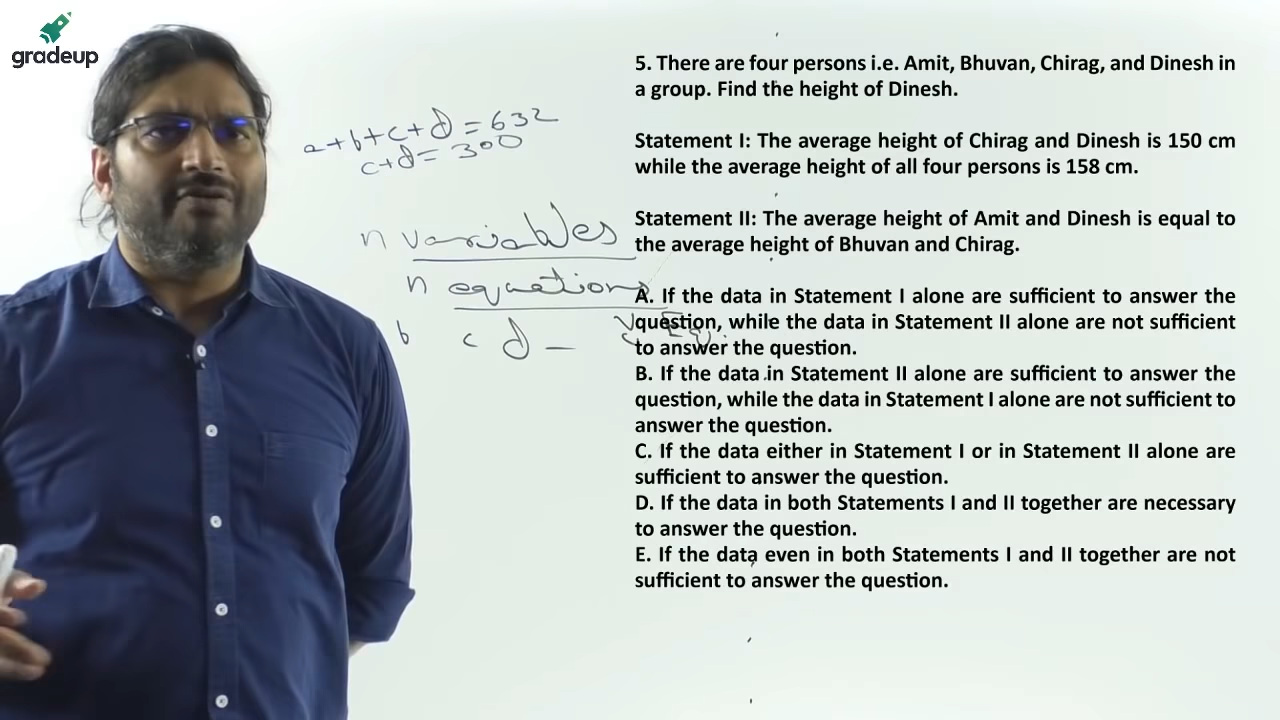 gradeup
a+b+c+d = 632
c+d = 300
n variables
n equations
b c d
5. There are four persons i.e. Amit, Bhuvan, Chirag, and Dinesh in
a group. Find the height of Dinesh.
Statement I: The average height of Chirag and Dinesh is 150 cm
while the average height of all four persons is 158 cm.
Statement II: The average height of Amit and Dinesh is equal to
the average height of Bhuvan and Chirag.
A. If the data in Statement I alone are sufficient to answer the
question, while the data in Statement II alone are not sufficient
to answer the question.
B. If the data in Statement II alone are sufficient to answer the
question, while the data in Statement I alone are not sufficient to
answer the question.
C. If the data either in Statement I or in Statement II alone are
sufficient to answer the question.
D. If the data in both Statements I and II together are necessary
to answer the question.
E. If the data even in both Statements I and II together are not
sufficient to answer the question.